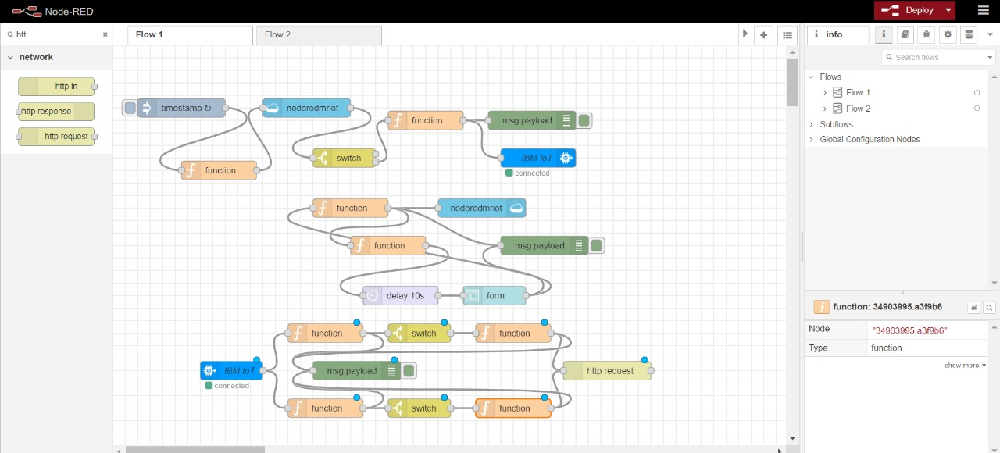 Node-RED
Deploy
htt
Flow 1
Flow 2
info
network
Search flows
Flows
http in
Flow 1
timestamp ↻
noderedmriot
Flow 2
http response
function
msg.payload
Subflows
http request
Global Configuration Nodes
switch
IBM IoT
function
connected
function
noderedmriot
function
msg.payload
delay 10s
form
function: 34903995.a3f9b6
function
switch
function
Node
"34903995.a3f9b6"
Type
function
IBM IoT
msg.payload
http request
show more
connected
function
switch
function